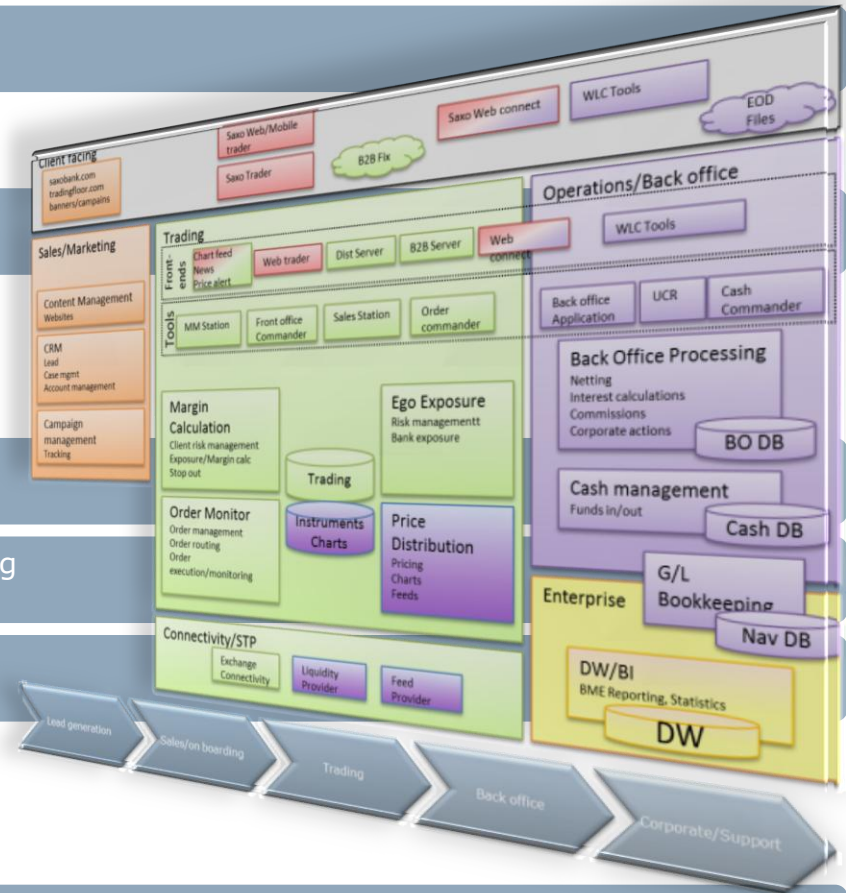 Client facing
saxobank.com
tradingfloor.com
banners/campains
Saxo Web/Mobile
trader
Saxo Trader
B2B Fix
Saxo Web connect
WLC Tools
EOD
Files
Sales/Marketing
Content Management
Websites
CRM
Lead
Case mgmt
Account management
Campaign
management
Tracking
Trading
Front-
ends
Chart feed
News
Price alert
Web trader
Dist Server
B2B Server
Web
connect
Tools
MM Station
Front office
Commander
Sales Station
Order
commander
Margin
Calculation
Client risk management
Exposure/Margin calc
Stop out
Ego Exposure
Risk managementt
Bank exposure
Trading
Instruments
Charts
Order Monitor
Order management
Order routing
Order
execution/monitoring
Price
Distribution
Pricing
Charts
Feeds
Connectivity/STP
Exchange
Connectivity
Liquidity
Provider
Feed
Provider
Operations/Back office
WLC Tools
Back office
Application
UCR
Cash
Commander
Back Office Processing
Netting
Interest calculations
Commissions
Corporate actions
BO DB
Cash management
Funds in/out
Cash DB
G/L
Bookkeeping
Nav DB
Enterprise
DW/BI
BME Reporting, Statistics
DW
g
Lead generation
Sales/on boarding
Trading
Back office
Corporate/Support